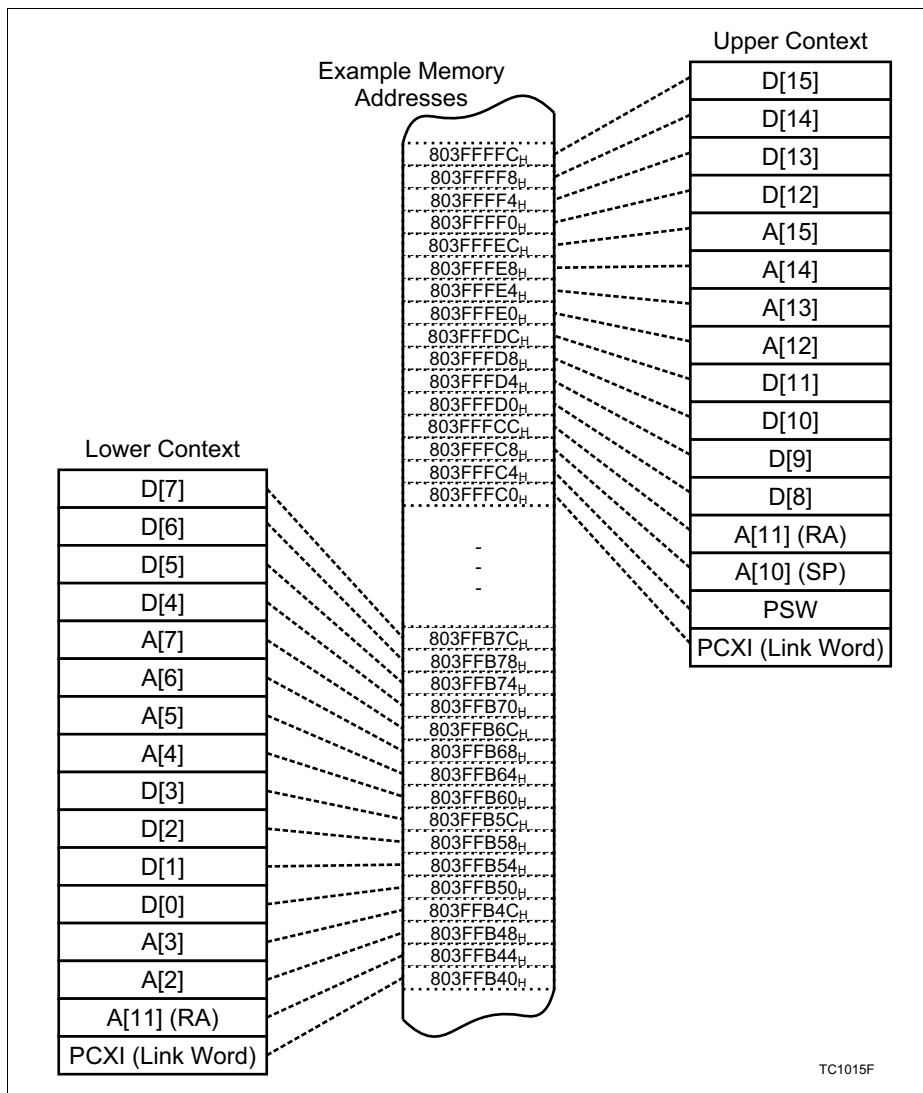 Upper Context
D[15]
D[14]
D[13]
D[12]
A[15]
A[14]
A[13]
A[12]
D[11]
D[10]
D[9]
D[8]
A[11] (RA)
A[10] (SP)
PSW
PCXI (Link Word)
Example Memory
Addresses
803FFFFCH
803FFFF8H
803FFFF4H
803FFFF0H
803FFFECH
803FFFE8H
803FFFE4H
803FFFE0H
803FFFDCH
803FFFD8H
803FFFD4H
803FFFD0H
803FFFCCH
803FFFC8H
803FFFC4H
803FFFC0H
-
-
-
803FFB7CH
803FFB78H
803FFB74H
803FFB70H
803FFB6CH
803FFB68H
803FFB64H
803FFB60H
803FFB5CH
803FFB58H
803FFB54H
803FFB50H
803FFB4CH
803FFB48H
803FFB44H
803FFB40H
Lower Context
D[7]
D[6]
D[5]
D[4]
A[7]
A[6]
A[5]
A[4]
D[3]
D[2]
D[1]
D[0]
A[3]
A[2]
A[11] (RA)
PCXI (Link Word)
TC1015F